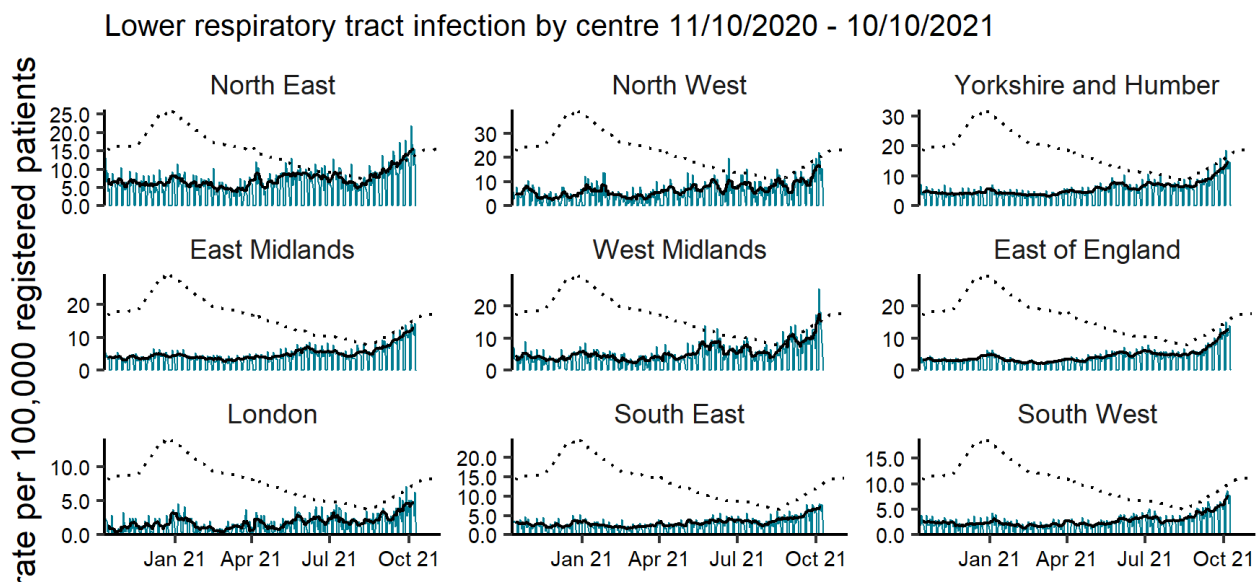 Lower respiratory tract infection by centre 11/10/2020 - 10/10/2021
rate per 100,000 registered patients
North East
25.0
20.0
15.0
10.0
5.0
0.0
North West
30
20
10
0
Yorkshire and Humber
30
20
10
0
East Midlands
20
10
0
West Midlands
20
10
0
East of England
20
10
0
London
10.0
5.0
0.0
South East
20.0
15.0
10.0
5.0
0.0
South West
15.0
10.0
5.0
0.0
Jan 21 Apr 21 Jul 21 Oct 21
Jan 21 Apr 21 Jul 21 Oct 21
Jan 21 Apr 21 Jul 21 Oct 21